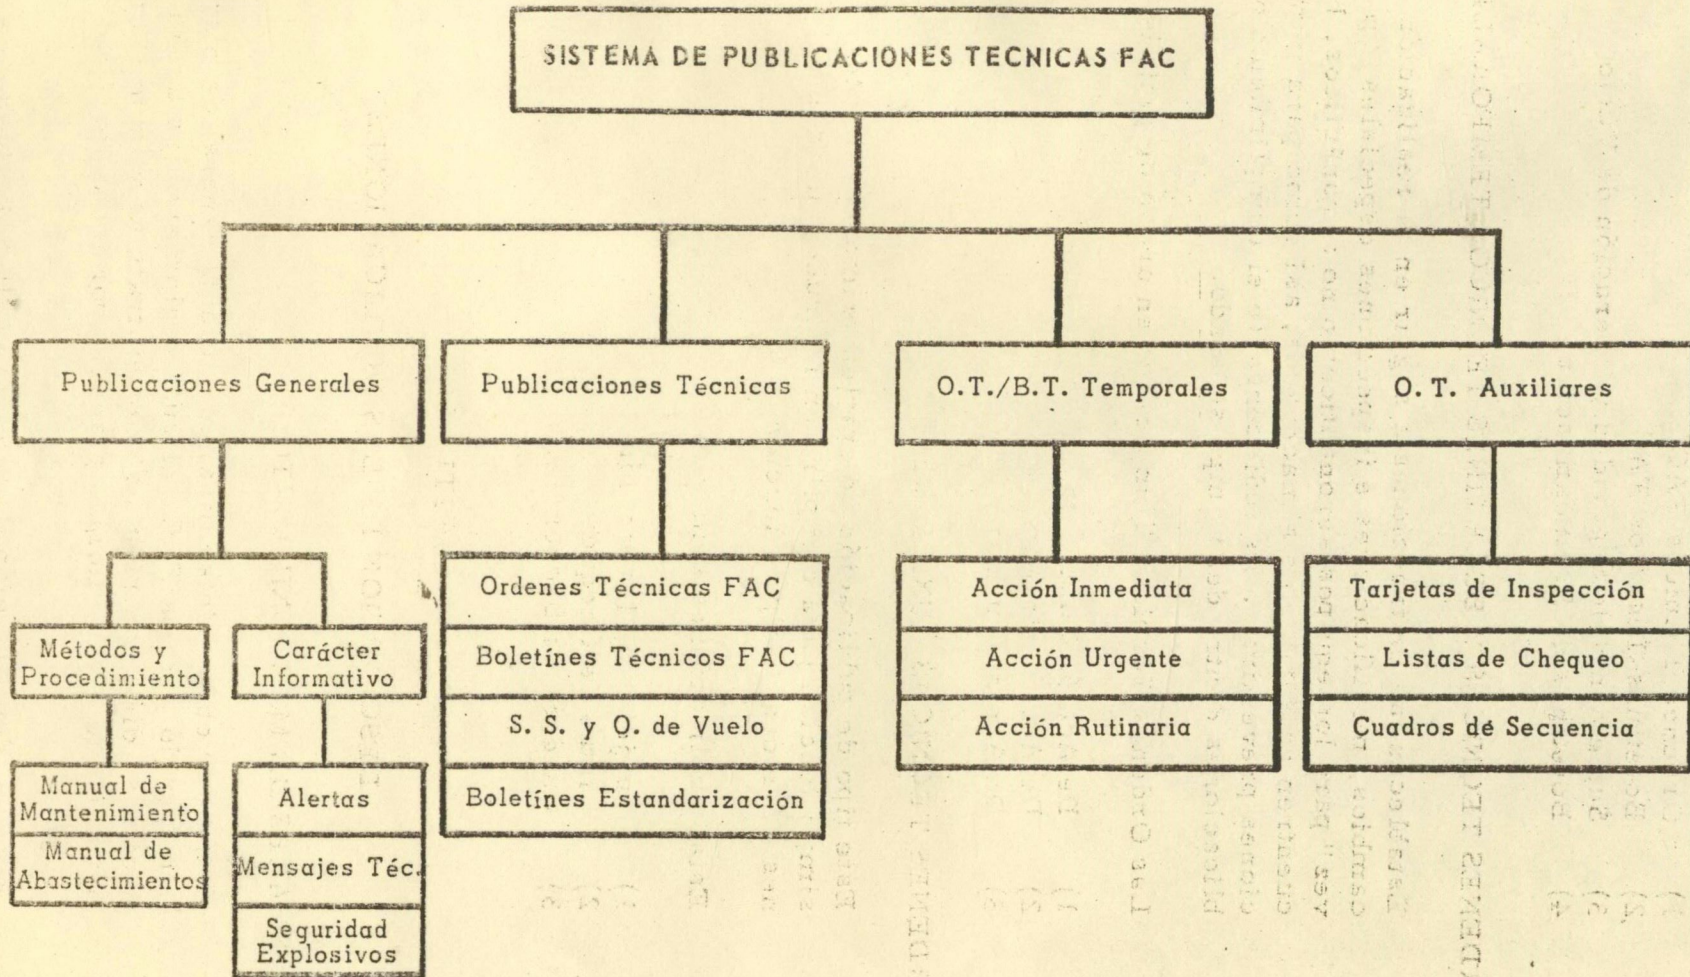 SISTEMA DE PUBLICACIONES TECNICAS FAC
Publicaciones Generales
Publicaciones Técnicas
O.T./B.T. Temporales
O. T. Auxiliares
Métodos y
Procedimiento
Carácter
Informativo
Manual de
Mantenimiento
Manual de
Abastecimientos
Alertas
Mensajes Téc.
Seguridad
Explosivos
Ordenes Técnicas FAC
Boletínes Técnicos FAC
S. S. y O. de Vuelo
Boletínes Estandarización
Acción Inmediata
Acción Urgente
Acción Rutinaria
Tarjetas de Inspección
Listas de Chequeo
Cuadros de Secuencia